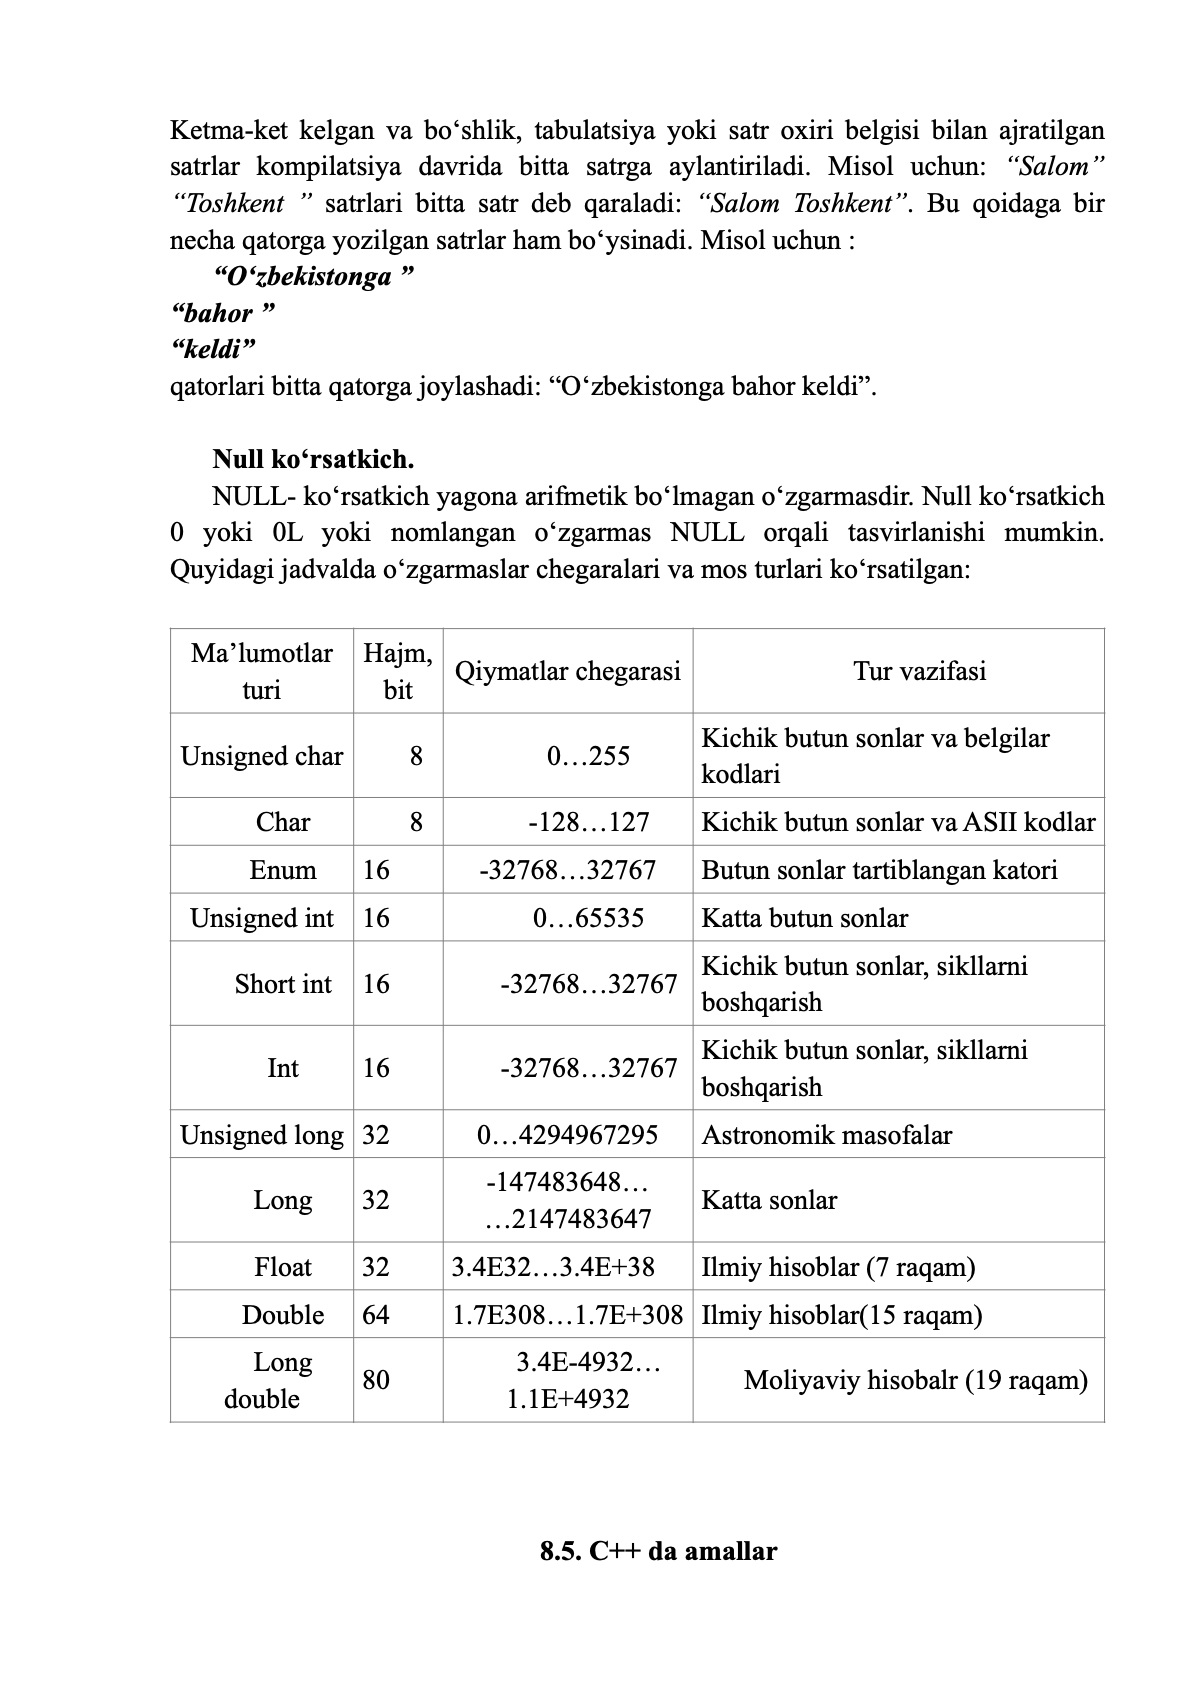 Ketma-ket kelgan va bo‘shlik, tabulatsiya yoki satr oxiri belgisi bilan ajratilgan
satrlar kompilatsiya davrida bitta satrga aylantiriladi. Misol uchun: “Salom”
“Toshkent ” satrlari bitta satr deb qaraladi: “Salom Toshkent”. Bu qoidaga bir
necha qatorga yozilgan satrlar ham bo‘ysinadi. Misol uchun :
“O‘zbekistonga ”
“bahor ”
“keldi”
qatorlari bitta qatorga joylashadi: “O‘zbekistonga bahor keldi”.
Null ko‘rsatkich.
NULL- ko‘rsatkich yagona arifmetik bo‘lmagan o‘zgarmasdir. Null ko‘rsatkich
0 yoki 0L yoki nomlangan o‘zgarmas NULL orqali tasvirlanishi mumkin.
Quyidagi jadvalda o‘zgarmaslar chegaralari va mos turlari ko‘rsatilgan:
Ma’lumotlar turi Hajm, bit Qiymatlar chegarasi Tur vazifasi
Unsigned char 8 0…255 Kichik butun sonlar va belgilar kodlari
Char 8 -128…127 Kichik butun sonlar va ASII kodlar
Enum 16 -32768…32767 Butun sonlar tartiblangan katori
Unsigned int 16 0…65535 Katta butun sonlar
Short int 16 -32768…32767 Kichik butun sonlar, sikllarni boshqarish
Int 16 -32768…32767 Kichik butun sonlar, sikllarni boshqarish
Unsigned long 32 0…4294967295 Astronomik masofalar
Long 32 -147483648… …2147483647 Katta sonlar
Float 32 3.4E32…3.4E+38 Ilmiy hisoblar (7 raqam)
Double 64 1.7E308…1.7E+308 Ilmiy hisoblar(15 raqam)
Long double 80 3.4E-4932… 1.1E+4932 Moliyaviy hisobalr (19 raqam)
8.5. C++ da amallar